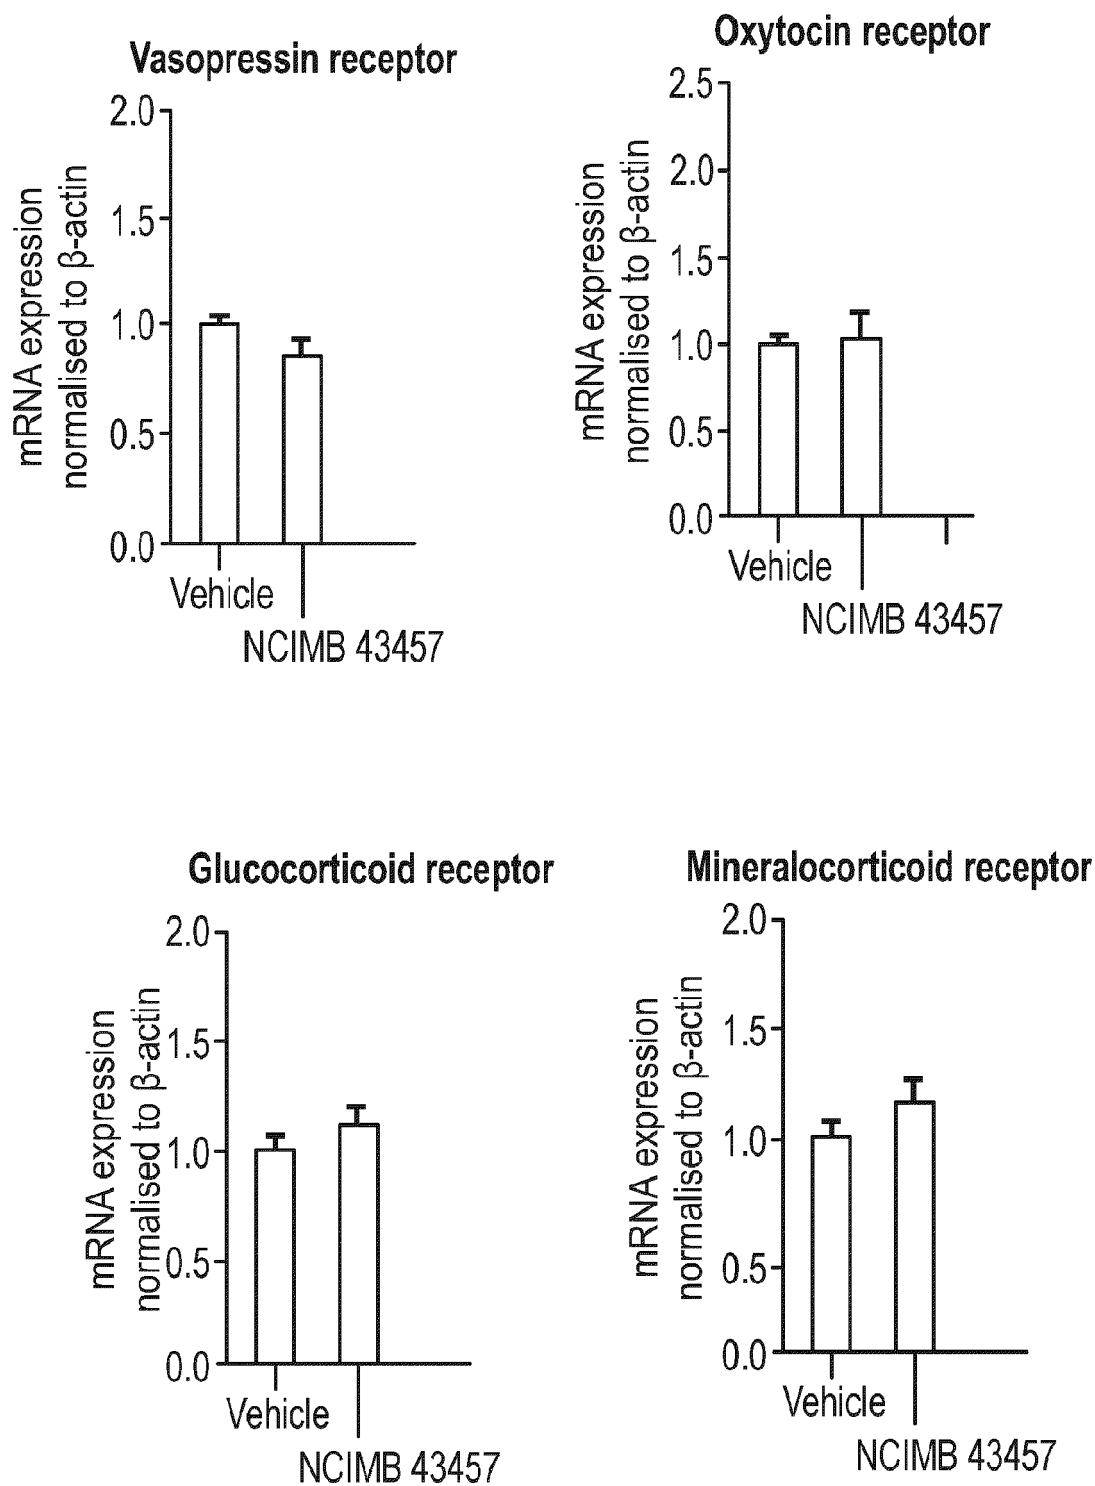 Vasopressin receptor
mRNA expression
normalised to β-actin
2.0
1.5
1.0
0.5
0.0
Vehicle
NCIMB 43457
Oxytocin receptor
mRNA expression
normalised to β-actin
2.5
2.0
1.5
1.0
0.5
0.0
Vehicle
NCIMB 43457
Glucocorticoid receptor
mRNA expression
normalised to β-actin
2.0
1.5
1.0
0.5
0.0
Vehicle
NCIMB 43457
Mineralocorticoid receptor
mRNA expression
normalised to β-actin
2.0
1.5
1.0
0.5
0.0
Vehicle
NCIMB 43457